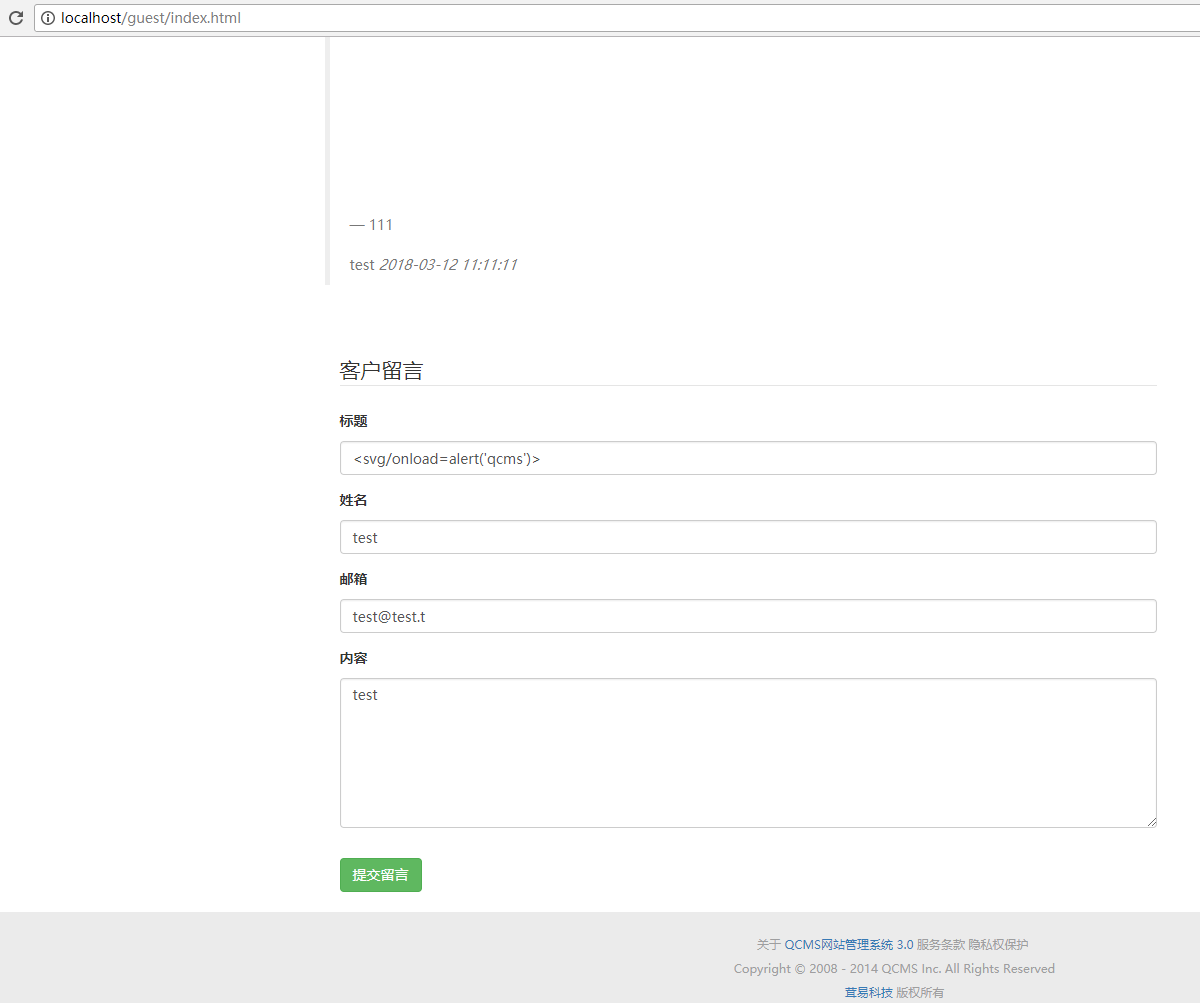 localhost/guest/index.html
— 111
test 2018-03-12 11:11:11
客户留言
标题
<svg/onload=alert('qcms')>
姓名
test
邮箱
test@test.t
内容
test
提交留言
关于 QCMS网站管理系统 3.0 服务条款 隐私权保护
Copyright © 2008 - 2014 QCMS Inc. All Rights Reserved
茸易科技 版权所有